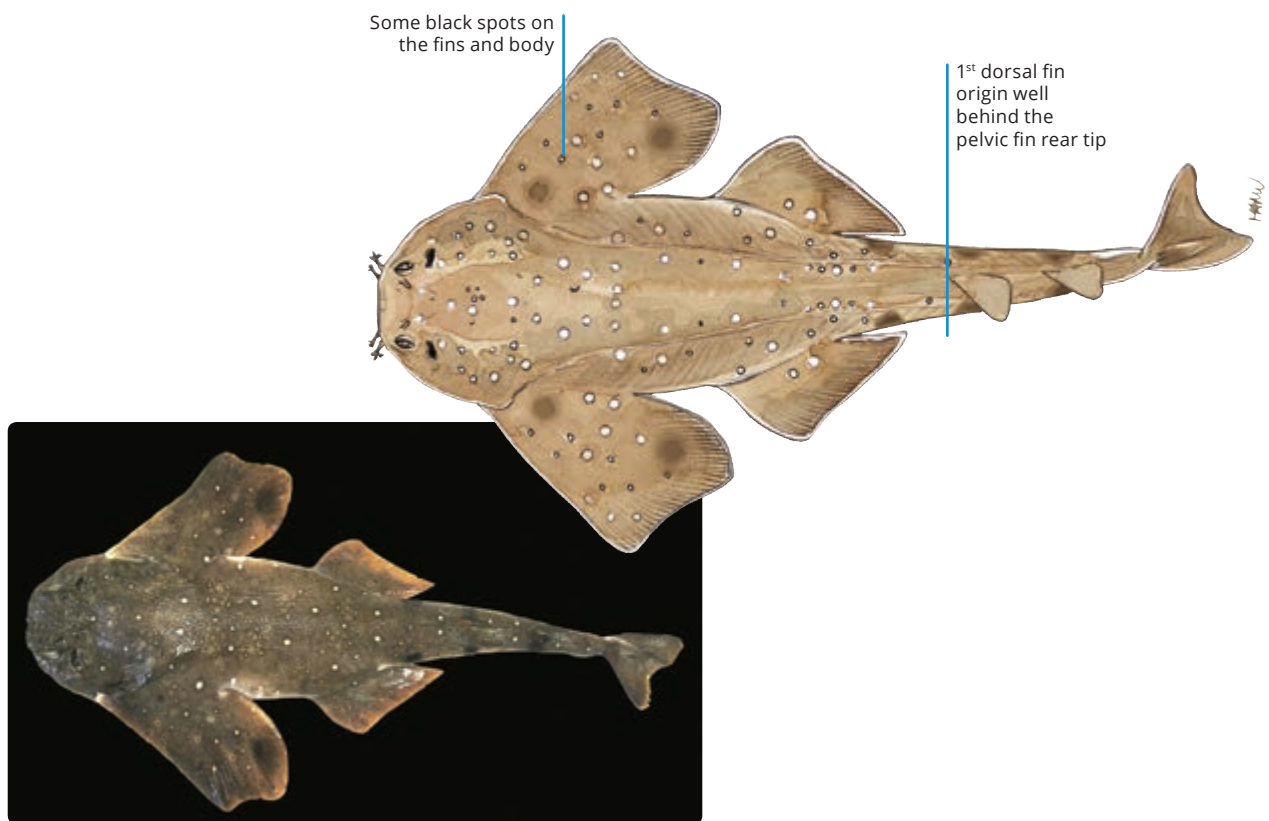 Some black spots on
the fins and body
1st dorsal fin
origin well
behind the
pelvic fin rear tip